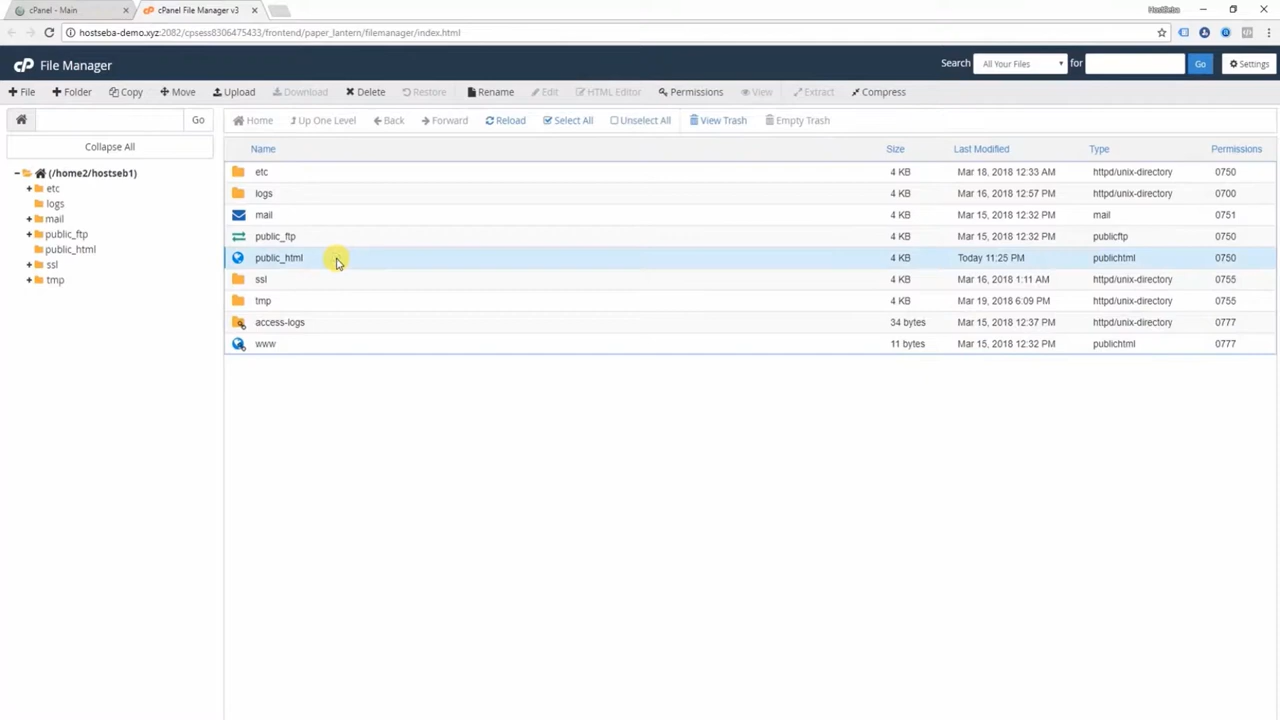 cPanel - Main
cPanel File Manager v3
HostSeba
hostseba-demo.xyz:2082/cpsess8306475433/frontend/paper_lantern/filemanager/index.html
cP File Manager
Search All Your Files for Go Settings
File Folder Copy Move Upload Download Delete Restore Rename Edit HTML Editor Permissions View Extract Compress
Go
Home Up One Level Back Forward Reload Select All Unselect All View Trash Empty Trash
Collapse All
(/home2/hostseb1)
etc
logs
mail
public_ftp
public_html
ssl
tmp
Name Size Last Modified Type Permissions
etc 4 KB Mar 18, 2018 12:33 AM httpd/unix-directory 0750
logs 4 KB Mar 16, 2018 12:57 PM httpd/unix-directory 0700
mail 4 KB Mar 15, 2018 12:32 PM mail 0751
public_ftp 4 KB Mar 15, 2018 12:32 PM publicftp 0750
public_html 4 KB Today 11:25 PM publichtml 0750
ssl 4 KB Mar 16, 2018 1:11 AM httpd/unix-directory 0755
tmp 4 KB Mar 19, 2018 6:09 PM httpd/unix-directory 0755
access-logs 34 bytes Mar 15, 2018 12:37 PM httpd/unix-directory 0777
www 11 bytes Mar 15, 2018 12:32 PM publichtml 0777